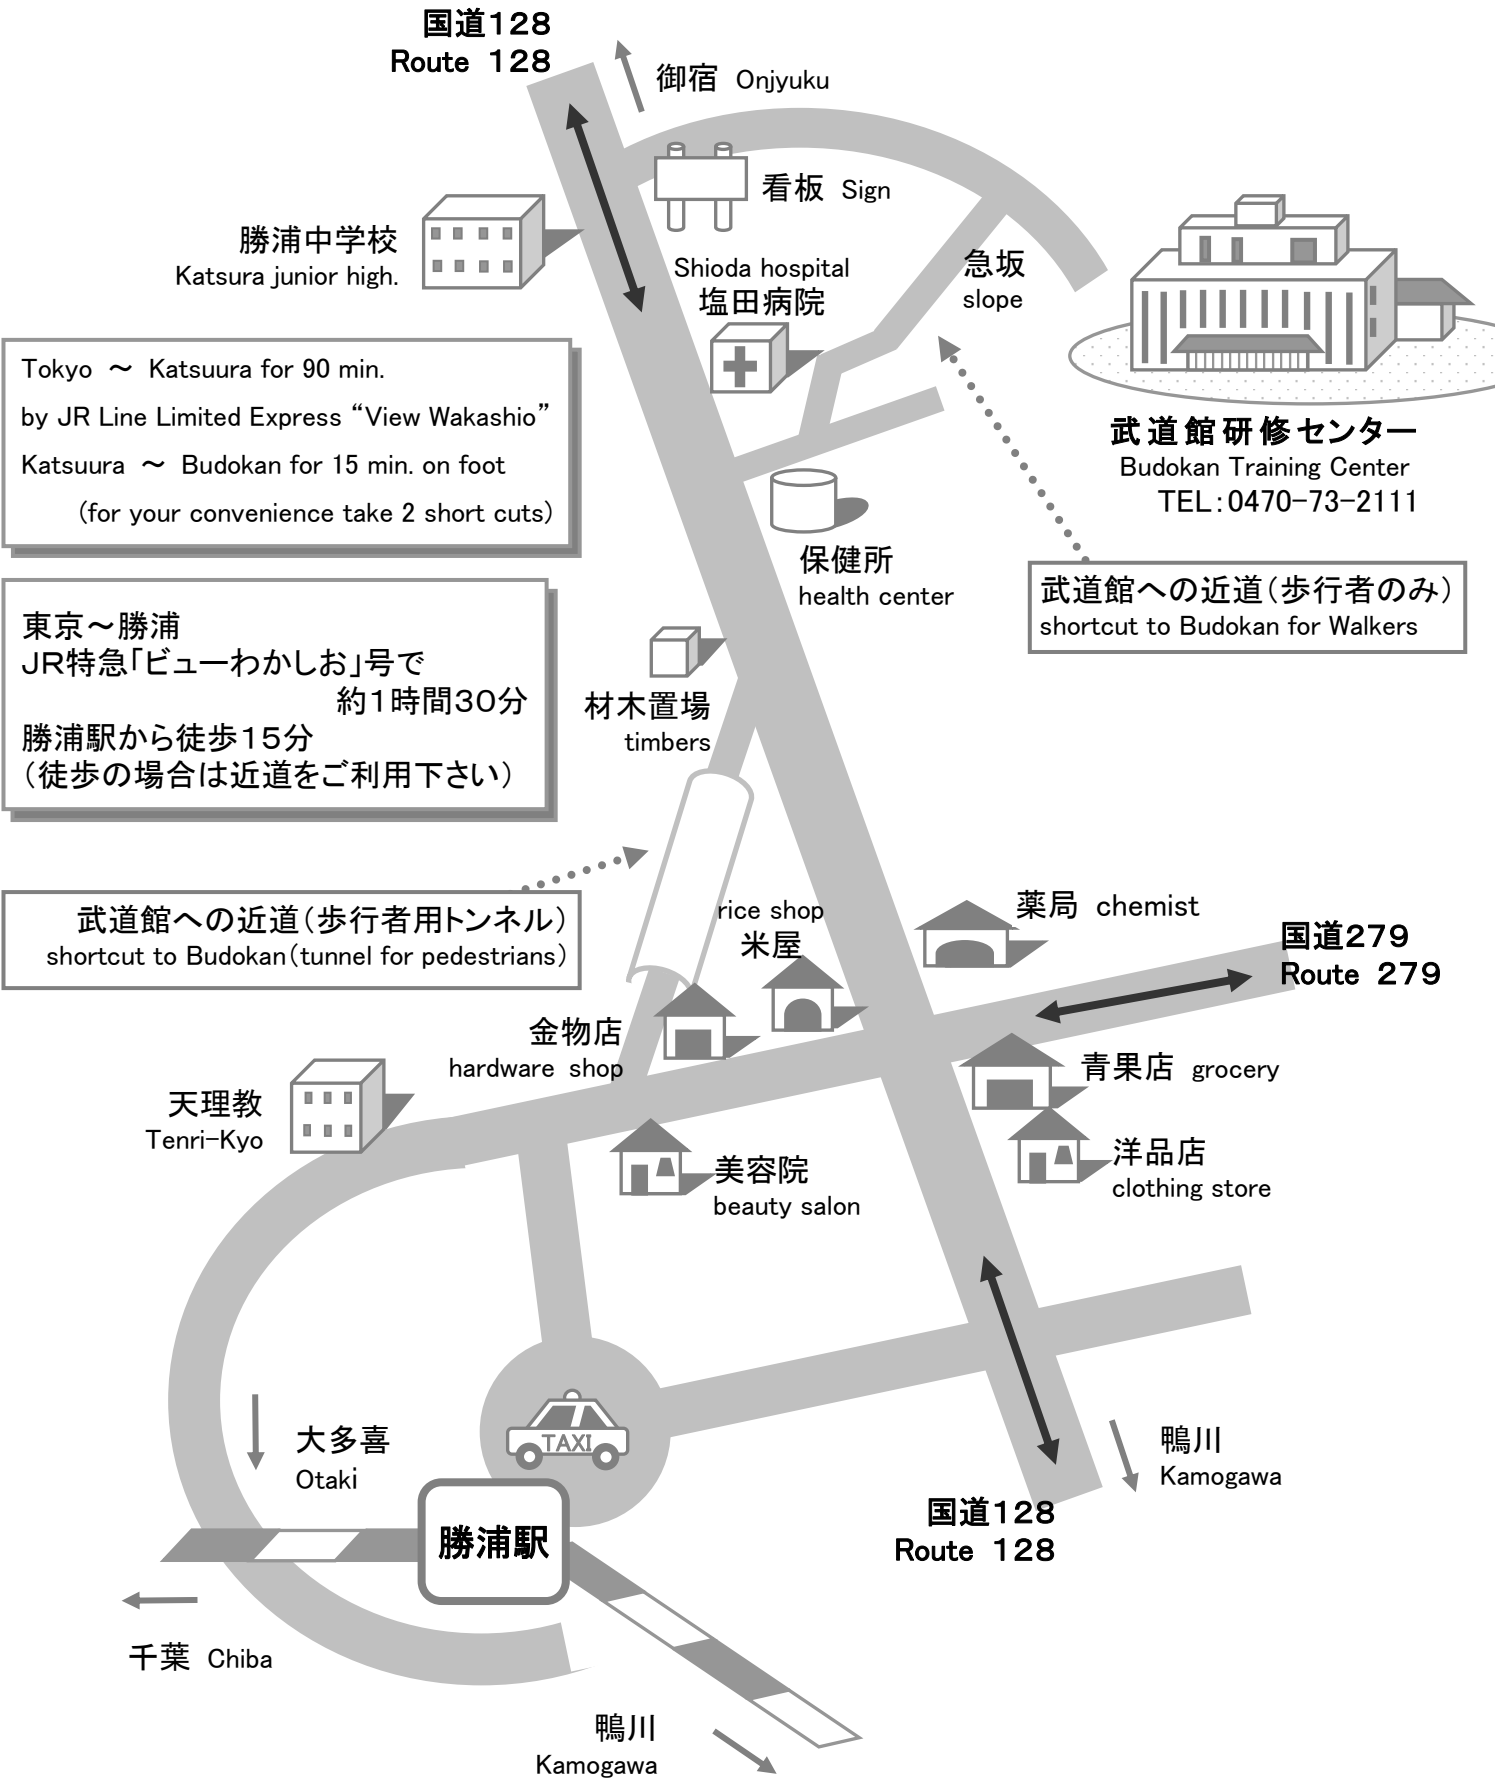 国道128
Route 128
御宿 Onjyuku
看板 Sign
勝浦中学校
Katsura junior high.
Shioda hospital
塩田病院
急坂
slope
Tokyo ～ Katsuura for 90 min.
by JR Line Limited Express “View Wakashio”
Katsuura ～ Budokan for 15 min. on foot
(for your convenience take 2 short cuts)
武道館研修センター
Budokan Training Center
TEL：0470-73-2111
保健所
health center
武道館への近道（歩行者のみ）
shortcut to Budokan for Walkers
東京～勝浦
JR特急「ビューわかしお」号で
約1時間30分
勝浦駅から徒歩15分
（徒歩の場合は近道をご利用下さい）
材木置場
timbers
武道館への近道（歩行者用トンネル）
shortcut to Budokan（tunnel for pedestrians）
rice shop
米屋
薬局 chemist
国道279
Route 279
金物店
hardware shop
青果店 grocery
天理教
Tenri-Kyo
美容院
beauty salon
洋品店
clothing store
大多喜
Otaki
TAXI
鴨川
Kamogawa
国道128
Route 128
勝浦駅
千葉 Chiba
鴨川
Kamogawa